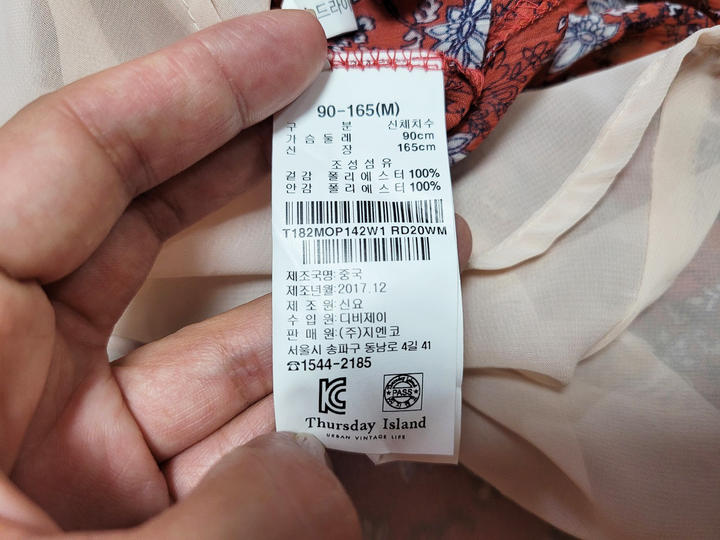 드라이
90-165(M)
구 분 신체치수
가슴둘레 90cm
신 장 165cm
조성섬유
겉감 폴리에스터 100%
안감 폴리에스터 100%
T182MOP142W1 RD20WM
제조국명:중국
제조년월:2017.12
제 조 원:신요
수 입 원:디비제이
판 매 원:(주)지엔코
서울시 송파구 동남로 4길 41
☎1544-2185
PASS
Thursday Island
URBAN VINTAGE LIFE